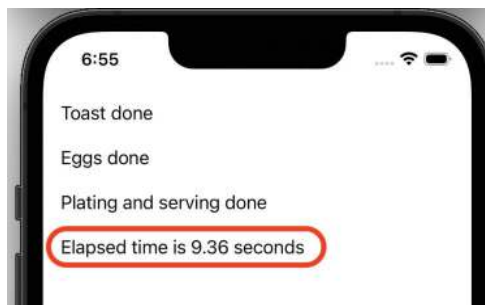 6:55
Toast done
Eggs done
Plating and serving done
Elapsed time is 9.36 seconds